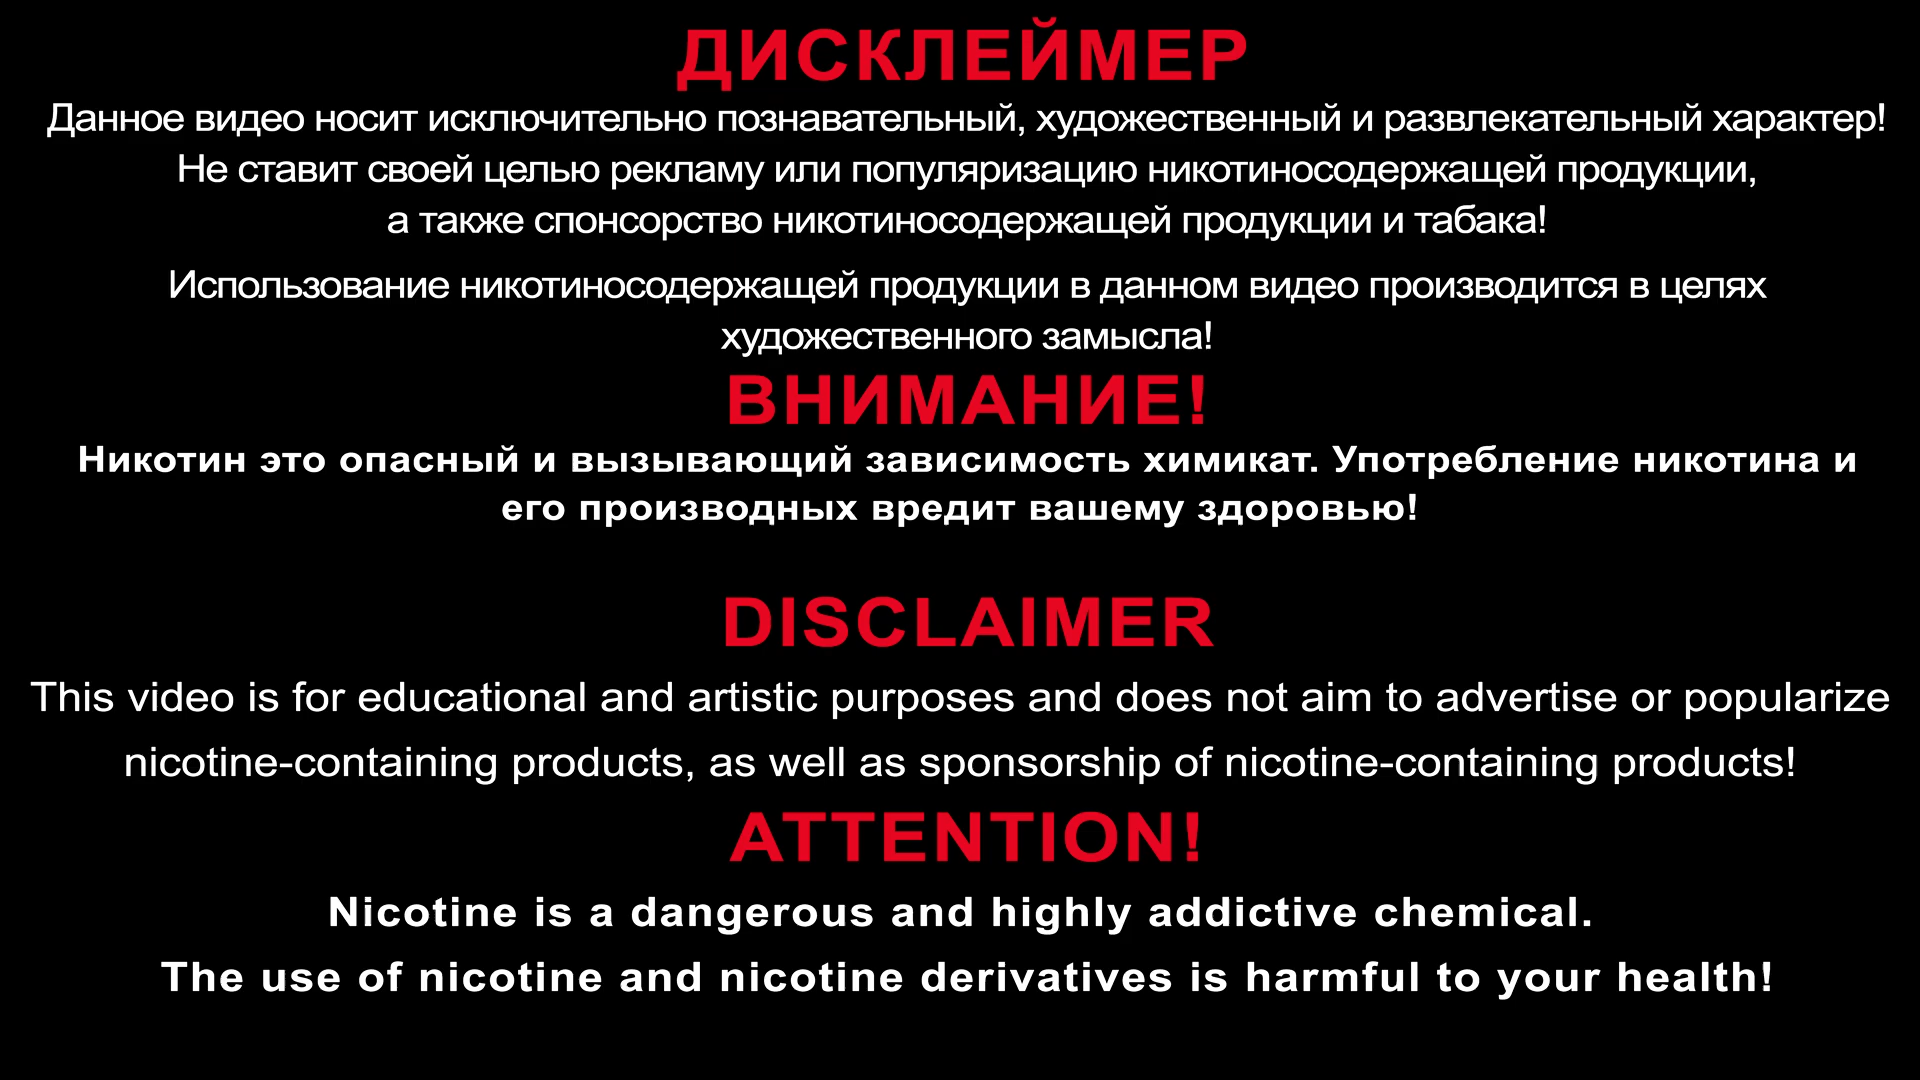 ДИСКЛЕЙМЕР
Данное видео носит исключительно познавательный, художественный и развлекательный характер!
Не ставит своей целью рекламу или популяризацию никотиносодержащей продукции,
а также спонсорство никотиносодержащей продукции и табака!
Использование никотиносодержащей продукции в данном видео производится в целях
художественного замысла!
ВНИМАНИЕ!
Никотин это опасный и вызывающий зависимость химикат. Употребление никотина и
его производных вредит вашему здоровью!
DISCLAIMER
This video is for educational and artistic purposes and does not aim to advertise or popularize
nicotine-containing products, as well as sponsorship of nicotine-containing products!
ATTENTION!
Nicotine is a dangerous and highly addictive chemical.
The use of nicotine and nicotine derivatives is harmful to your health!